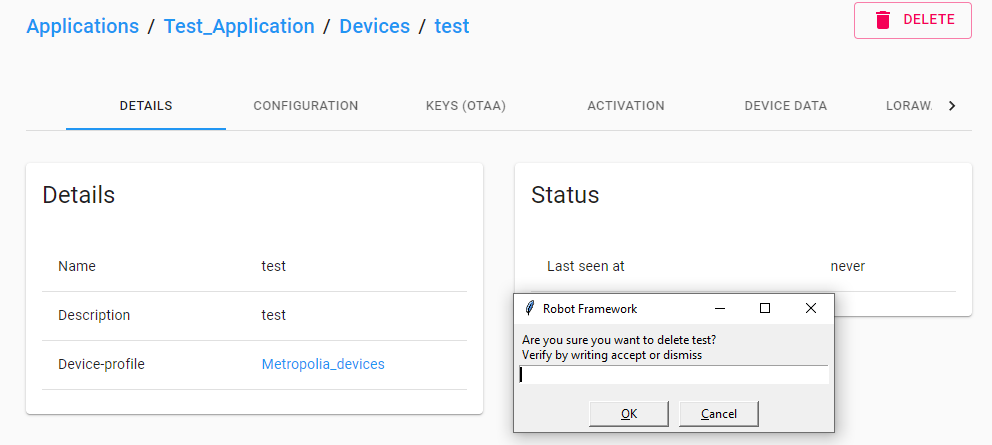 Applications / Test_Application / Devices / test
DELETE
DETAILS CONFIGURATION KEYS (OTAA) ACTIVATION DEVICE DATA LORAW.
Details
Name test
Description test
Device-profile Metropolia_devices
Status
Last seen at never
Robot Framework
Are you sure you want to delete test?
Verify by writing accept or dismiss
OK Cancel